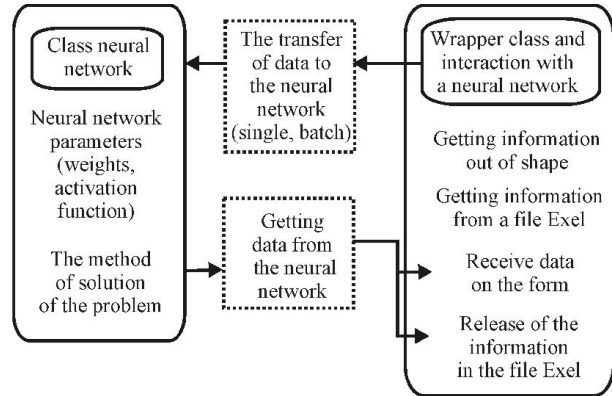 Class neural
network
Neural network
parameters
(weights,
activation
function)
The method
of solution
of the problem
The transfer
of data to
the neural
network
(single, batch)
Getting
data from
the neural
network
Wrapper class and
interaction with
a neural network
Getting information
out of shape
Getting information
from a file Exel
Receive data
on the form
Release of the
information
in the file Exel